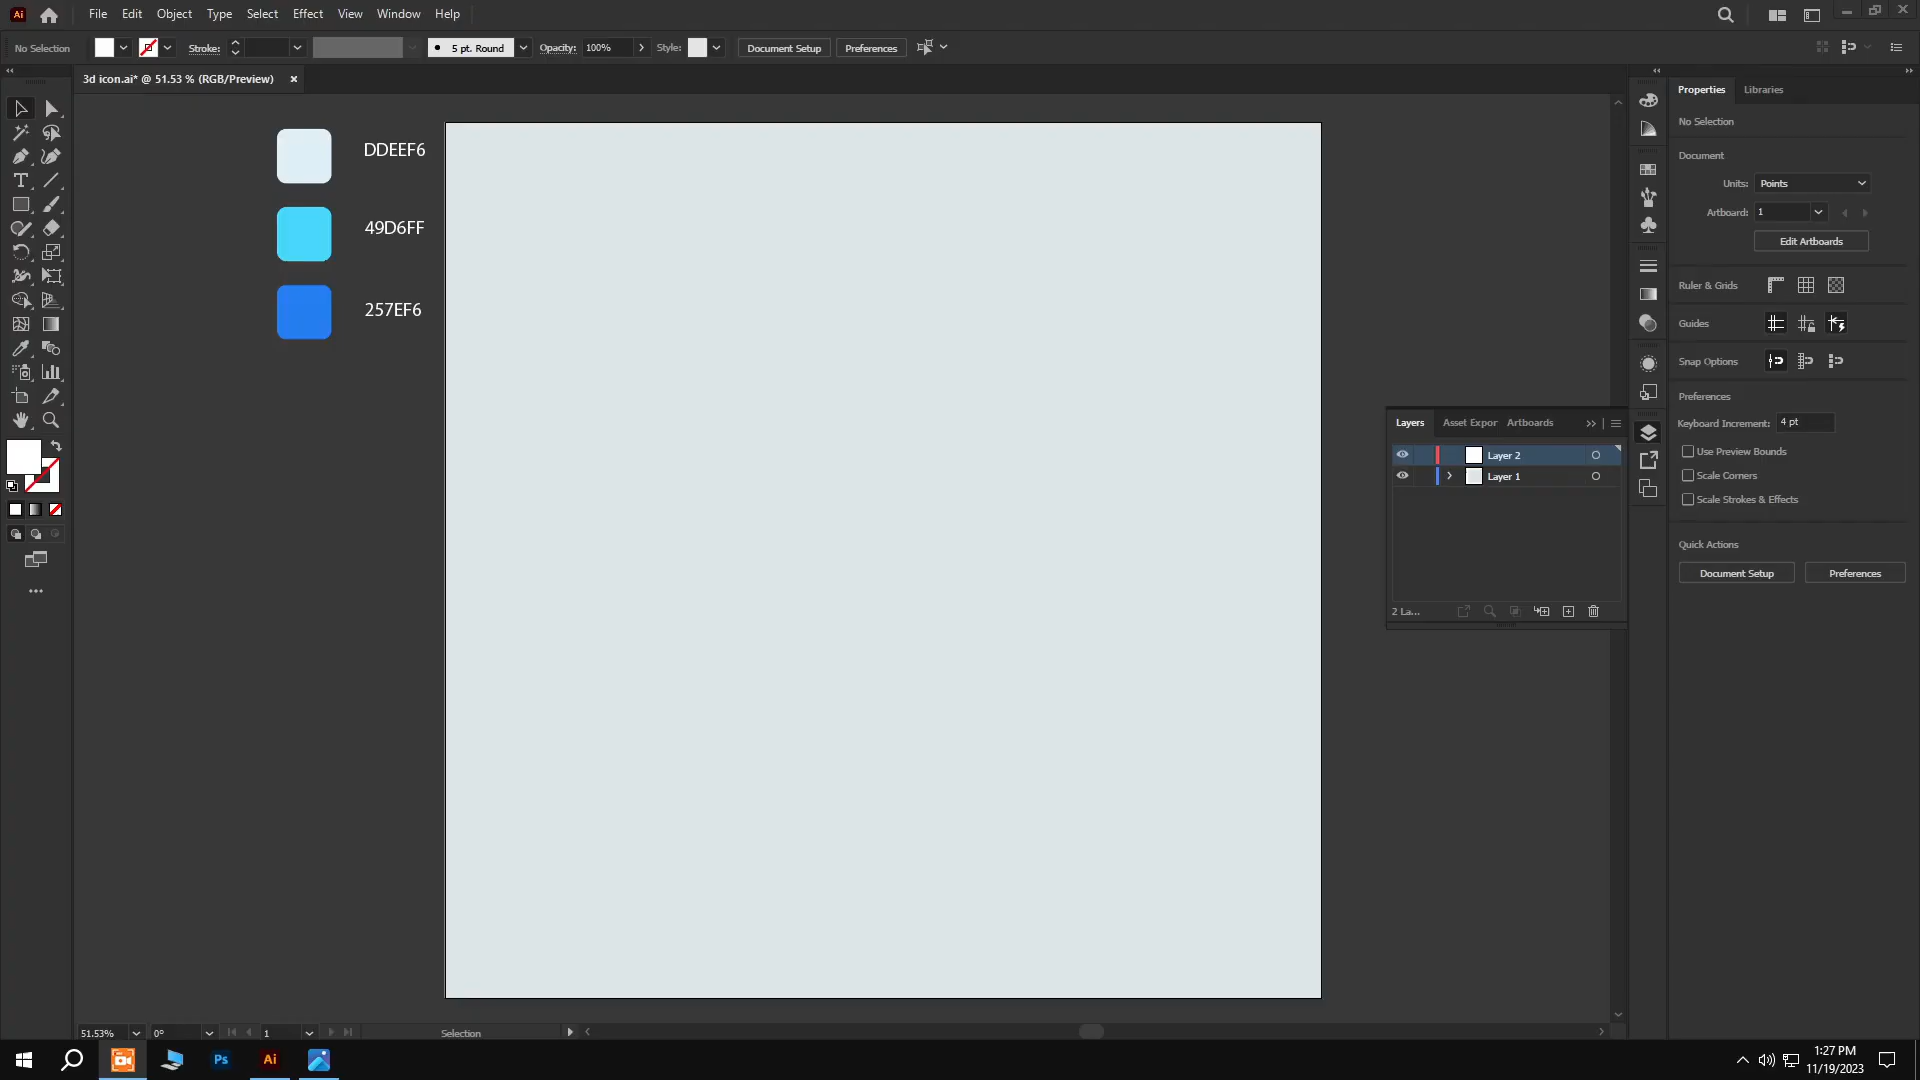 Ai File Edit Object Type Select Effect View Window Help
No Selection Stroke: 5 pt. Round Opacity: 100% Style: Document Setup Preferences
3d icon.ai* @ 51.53 % (RGB/Preview)
DDEEF6
49D6FF
257EF6
Layers Asset Expor Artboards
Layer 2
Layer 1
2 La...
Properties Libraries
No Selection
Document
Units: Points
Artboard: 1
Edit Artboards
Ruler & Grids
Guides
Snap Options
Preferences
Keyboard Increment: 4 pt
Use Preview Bounds
Scale Corners
Scale Strokes & Effects
Quick Actions
Document Setup Preferences
51.53% 0° 1 Selection
Ps Ai
1:27 PM
11/19/2023